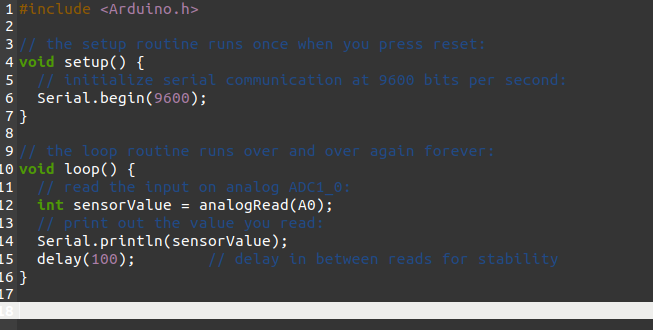 1 #include <Arduino.h>
2
3 // the setup routine runs once when you press reset:
4 void setup() {
5   // initialize serial communication at 9600 bits per second:
6   Serial.begin(9600);
7 }
8
9 // the loop routine runs over and over again forever:
10 void loop() {
11   // read the input on analog ADC1_0:
12   int sensorValue = analogRead(A0);
13   // print out the value you read:
14   Serial.println(sensorValue);
15   delay(100);        // delay in between reads for stability
16 }
17
18